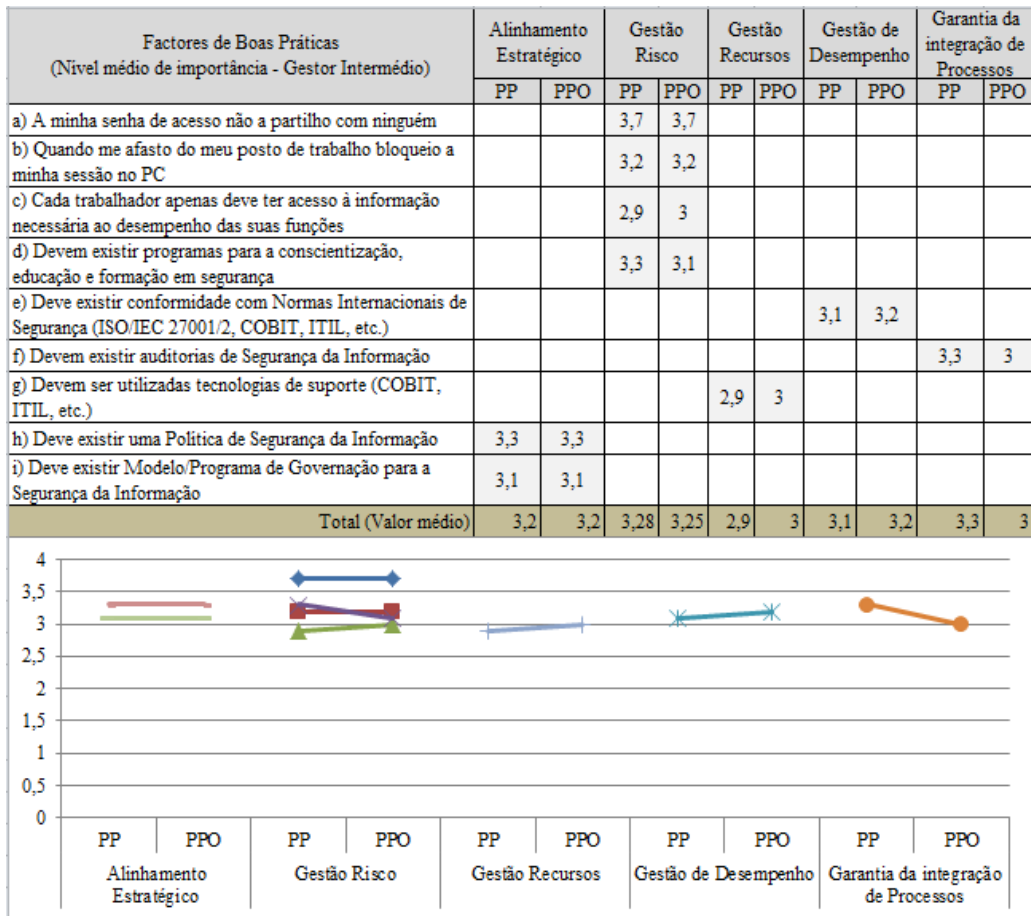 Factores de Boas Práticas
(Nivel médio de importância - Gestor Intermédio)
Alinhamento
Estratégico
Gestão
Risco
Gestão
Recursos
Gestão de
Desempenho
Garantia da
integração de
Processos
PP PPO PP PPO PP PPO PP PPO PP PPO
a) A minha senha de acesso não a partilho com ninguém 3,7 3,7
b) Quando me afasto do meu posto de trabalho bloqueio a
minha sessão no PC 3,2 3,2
c) Cada trabalhador apenas deve ter acesso à informação
necessária ao desempenho das suas funções 2,9 3
d) Devem existir programas para a conscientização,
educação e formação em segurança 3,3 3,1
e) Deve existir conformidade com Normas Internacionais de
Segurança (ISO/IEC 27001/2, COBIT, ITIL, etc.) 3,1 3,2
f) Devem existir auditorias de Segurança da Informação 3,3 3
g) Devem ser utilizadas tecnologias de suporte (COBIT,
ITIL, etc.) 2,9 3
h) Deve existir uma Política de Segurança da Informação 3,3 3,3
i) Deve existir Modelo/Programa de Governação para a
Segurança da Informação 3,1 3,1
Total (Valor médio) 3,2 3,2 3,28 3,25 2,9 3 3,1 3,2 3,3 3
4
3,5
3
2,5
2
1,5
1
0,5
0
PP PPO PP PPO PP PPO PP PPO PP PPO
Alinhamento
Estratégico
Gestão Risco
Gestão Recursos
Gestão de Desempenho
Garantia da integração
de Processos